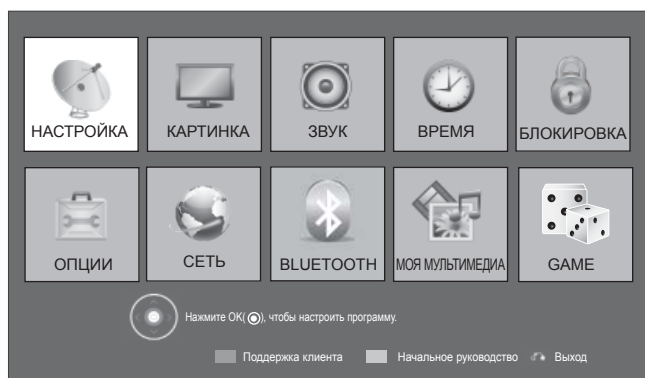 НАСТРОЙКА КАРТИНКА ЗВУК ВРЕМЯ БЛОКИРОВКА
ОПЦИИ СЕТЬ BLUETOOTH МОЯ МУЛЬТИМЕДИА GAME
Нажмите OK(◉), чтобы настроить программу.
Поддержка клиента Начальное руководство Выход